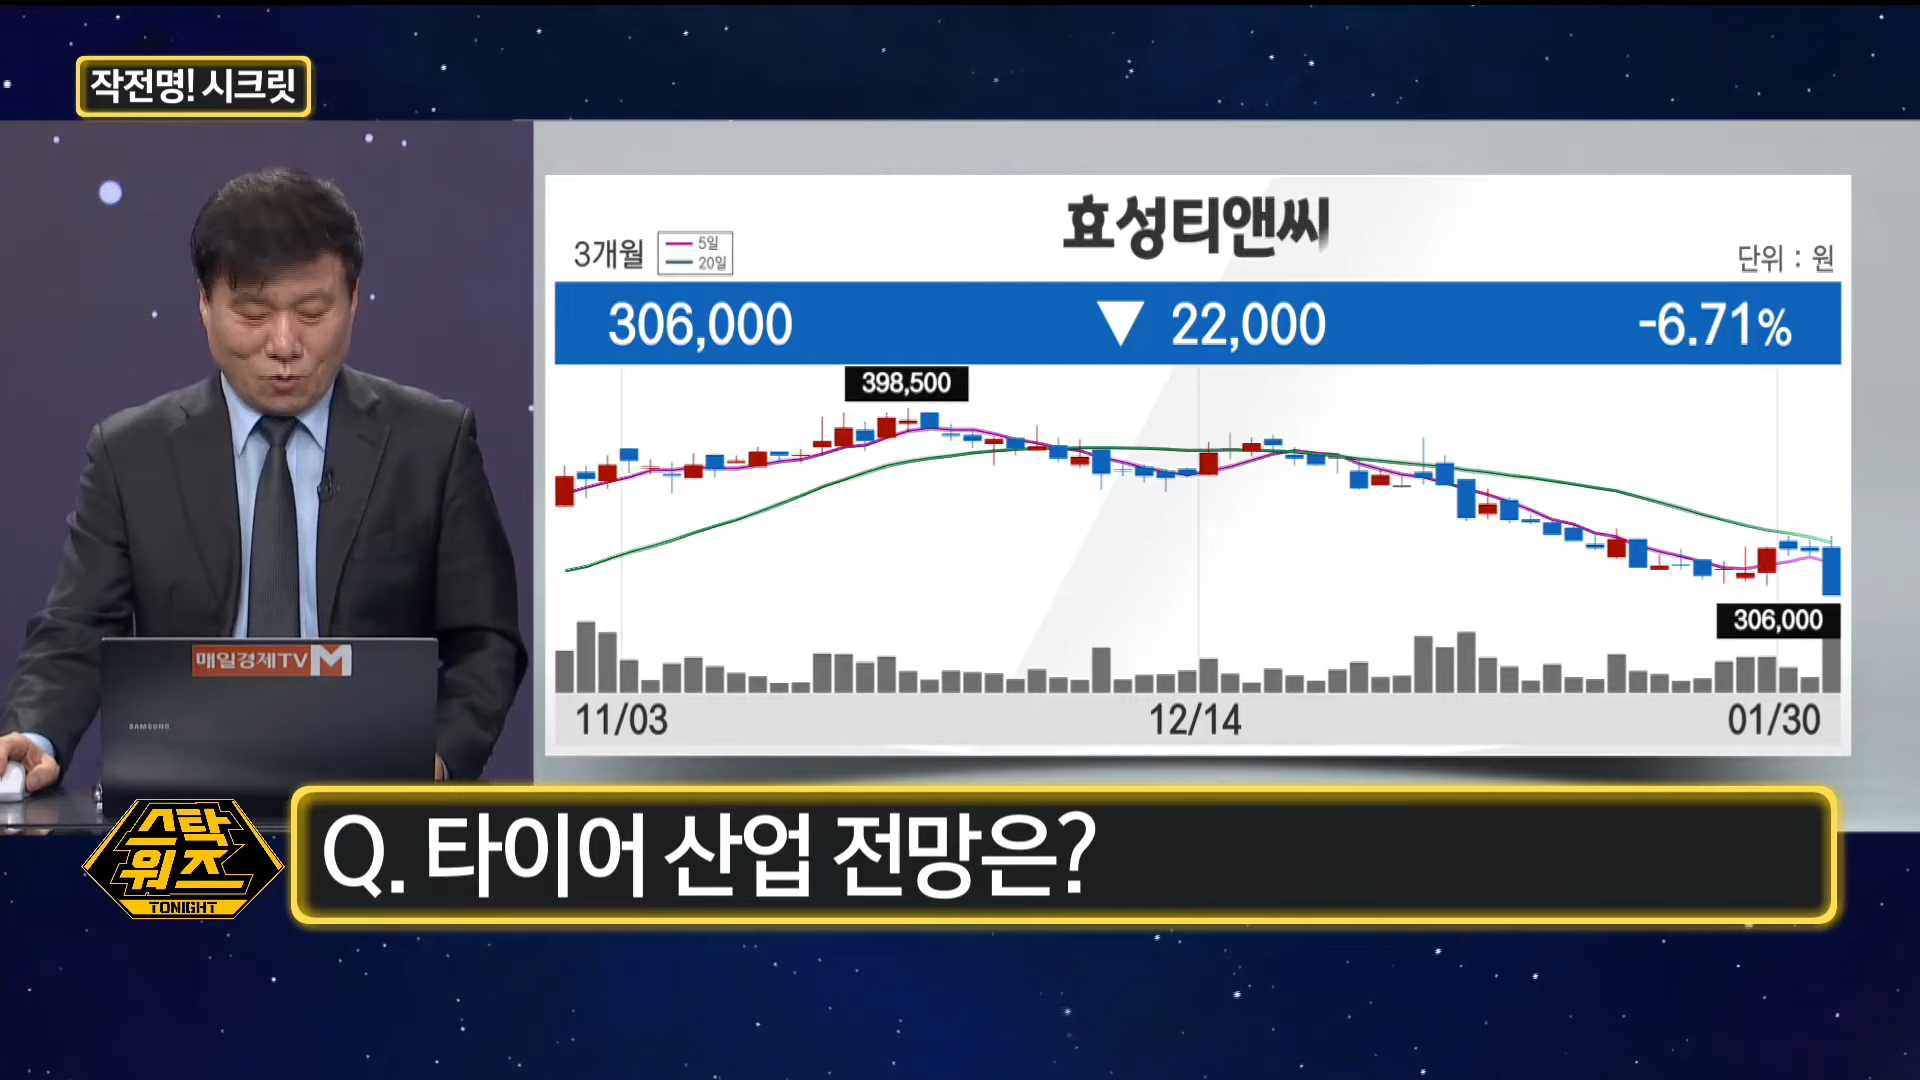 작전명! 시크릿
효성티앤씨
3개월
5일
20일
단위 : 원
306,000 ▼ 22,000 -6.71%
398,500
306,000
11/03 12/14 01/30
매일경제TV M
SAMSUNG
스탁
워즈
TONIGHT
Q. 타이어 산업 전망은?